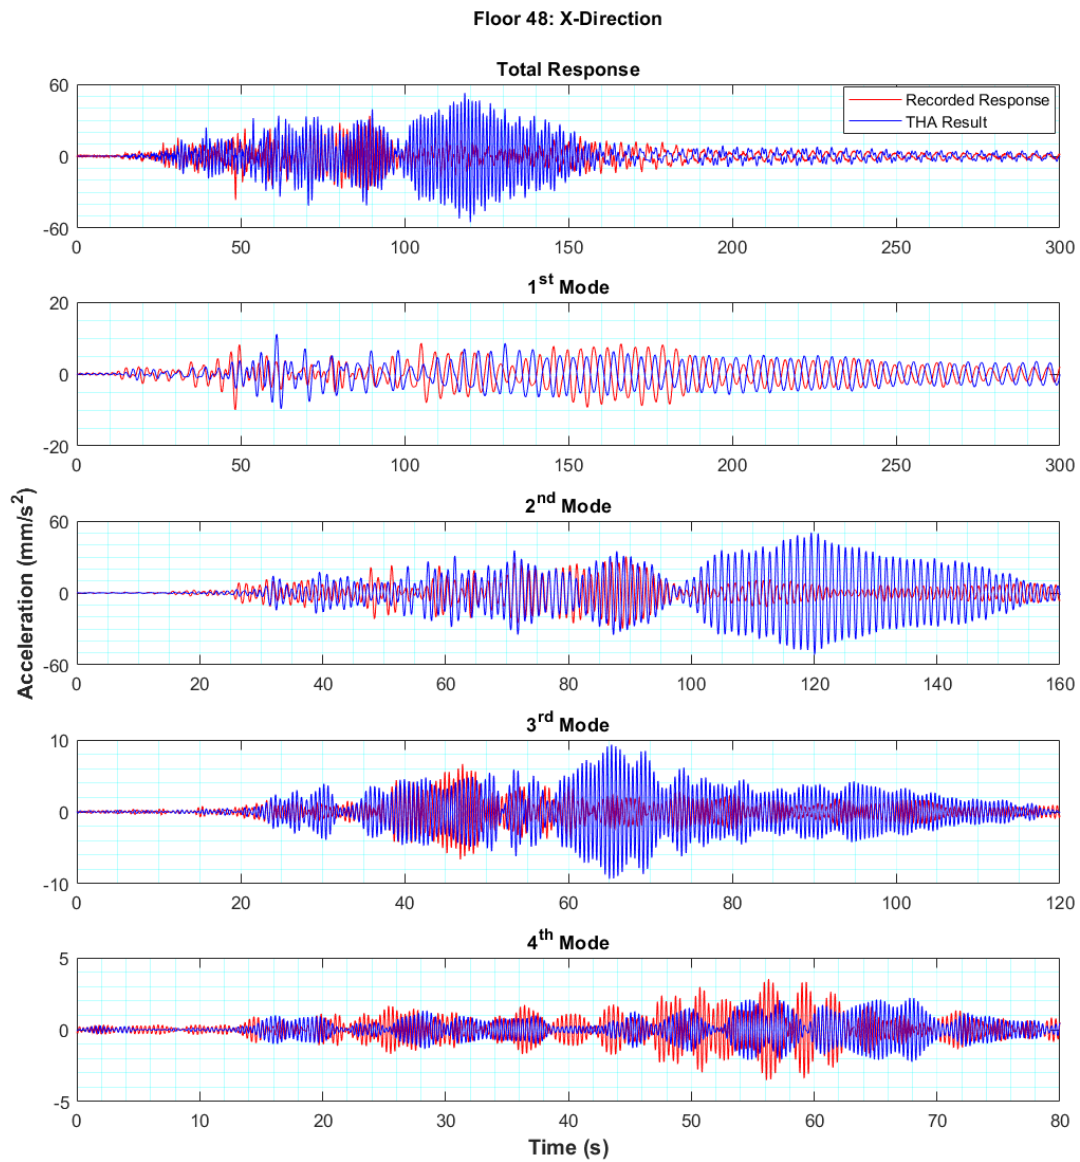 Floor 48: X-Direction
Total Response
60
0
-60
Recorded Response
THA Result
0 50 100 150 200 250 300
1st Mode
20
0
-20
0 50 100 150 200 250 300
2nd Mode
60
0
-60
0 20 40 60 80 100 120 140 160
Acceleration (mm/s2)
3rd Mode
10
0
-10
0 20 40 60 80 100 120
4th Mode
5
0
-5
0 10 20 30 40 50 60 70 80
Time (s)